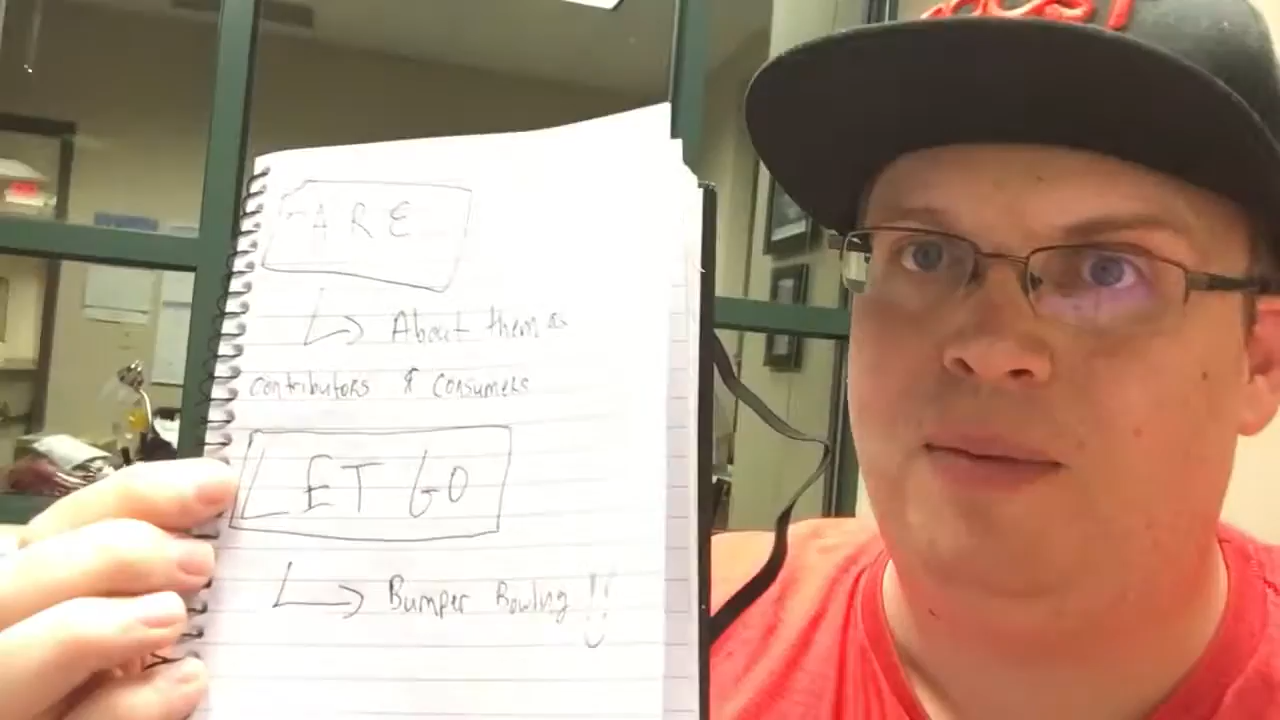 ARE
About them as
contributors & consumers
LET GO
Bumper Bowling !!